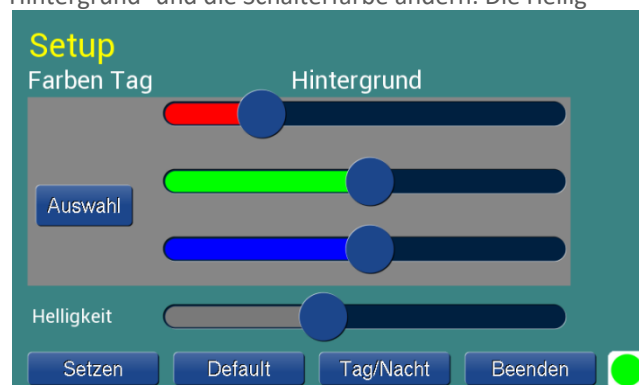 Hintergrund- und die Schalterfarbe ändern. Die Hellig-
Setup
Farben Tag Hintergrund
Auswahl
Helligkeit
Setzen Default Tag/Nacht Beenden